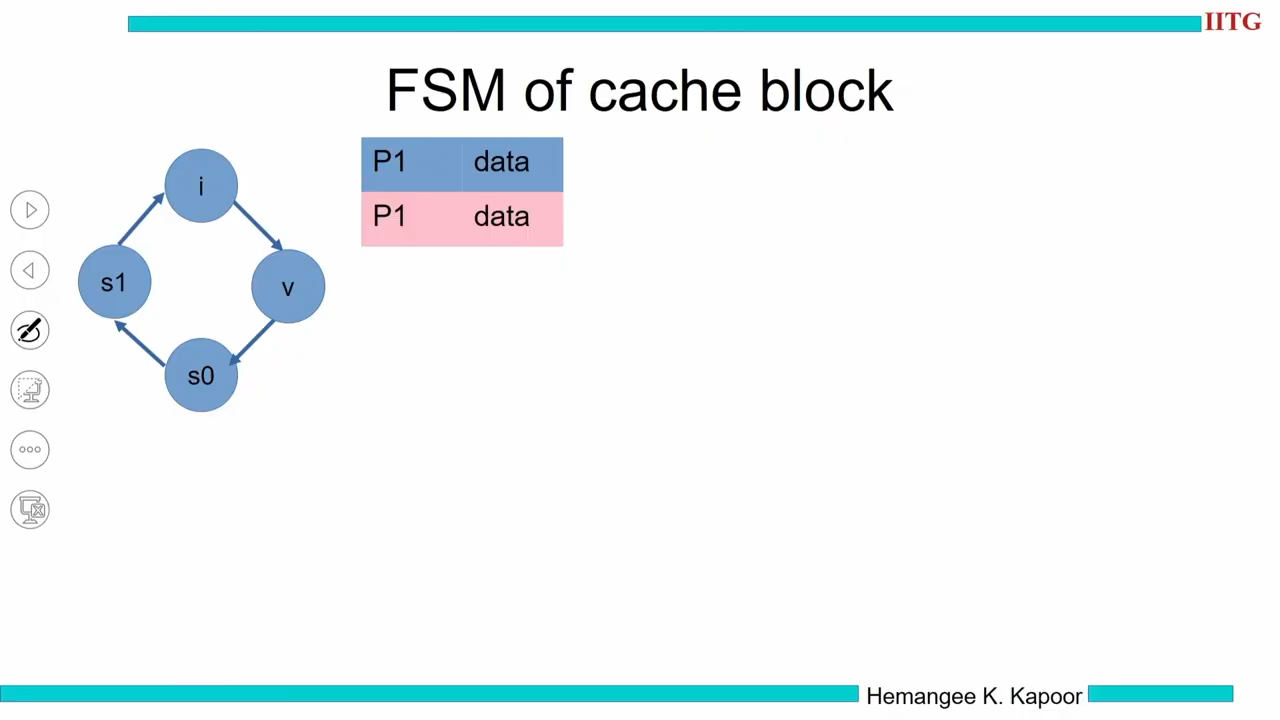 IITG
FSM of cache block
P1 data
P1 data
i
s1
v
s0
Hemangee K. Kapoor